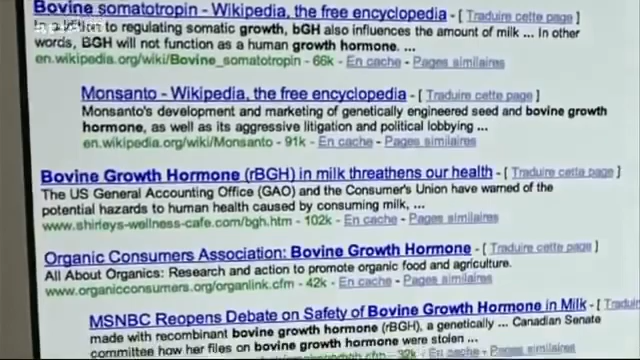 Bovine somatotropin - Wikipedia, the free encyclopedia - [ Traduire cette page ]
In addition to regulating somatic growth, bGH also influences the amount of milk ... In other
words, BGH will not function as a human growth hormone. ...
en.wikipedia.org/wiki/Bovine_somatotropin - 66k - En cache - Pages similaires
Monsanto - Wikipedia, the free encyclopedia - [ Traduire cette page ]
Monsanto's development and marketing of genetically engineered seed and bovine growth
hormone, as well as its aggressive litigation and political lobbying ...
en.wikipedia.org/wiki/Monsanto - 91k - En cache - Pages similaires
Bovine Growth Hormone (rBGH) in milk threatens our health - [ Traduire cette page ]
The US General Accounting Office (GAO) and the Consumer's Union have warned of the
potential hazards to human health caused by consuming milk, ...
www.shirleys-wellness-cafe.com/bgh.htm - 102k - En cache - Pages similaires
Organic Consumers Association: Bovine Growth Hormone - [ Traduire cette page ]
All About Organics: Research and action to promote organic food and agriculture.
www.organicconsumers.org/organlink.cfm - 42k - En cache - Pages similaires
MSNBC Reopens Debate on Safety of Bovine Growth Hormone in Milk - [ Tradu
made with recombinant bovine growth hormone (rBGH), a genetically ... Canadian Senate
committee how her files on bovine growth hormone were stolen ...
32k - En cache - Pages similaires